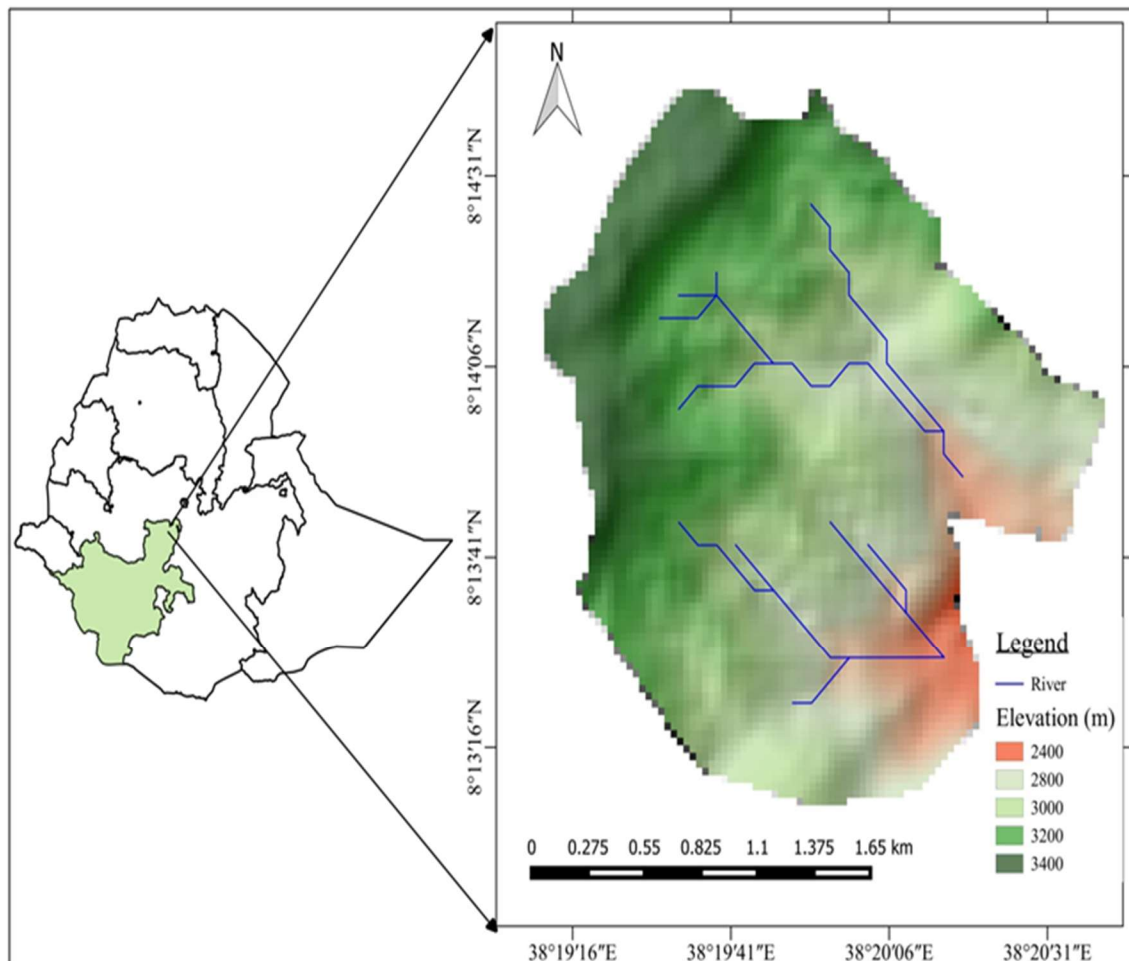 N
8°14'31"N
8°14'06"N
8°13'41"N
8°13'16"N
Legend
River
Elevation (m)
2400
2800
3000
3200
3400
0 0.275 0.55 0.825 1.1 1.375 1.65 km
38°19'16"E 38°19'41"E 38°20'06"E 38°20'31"E